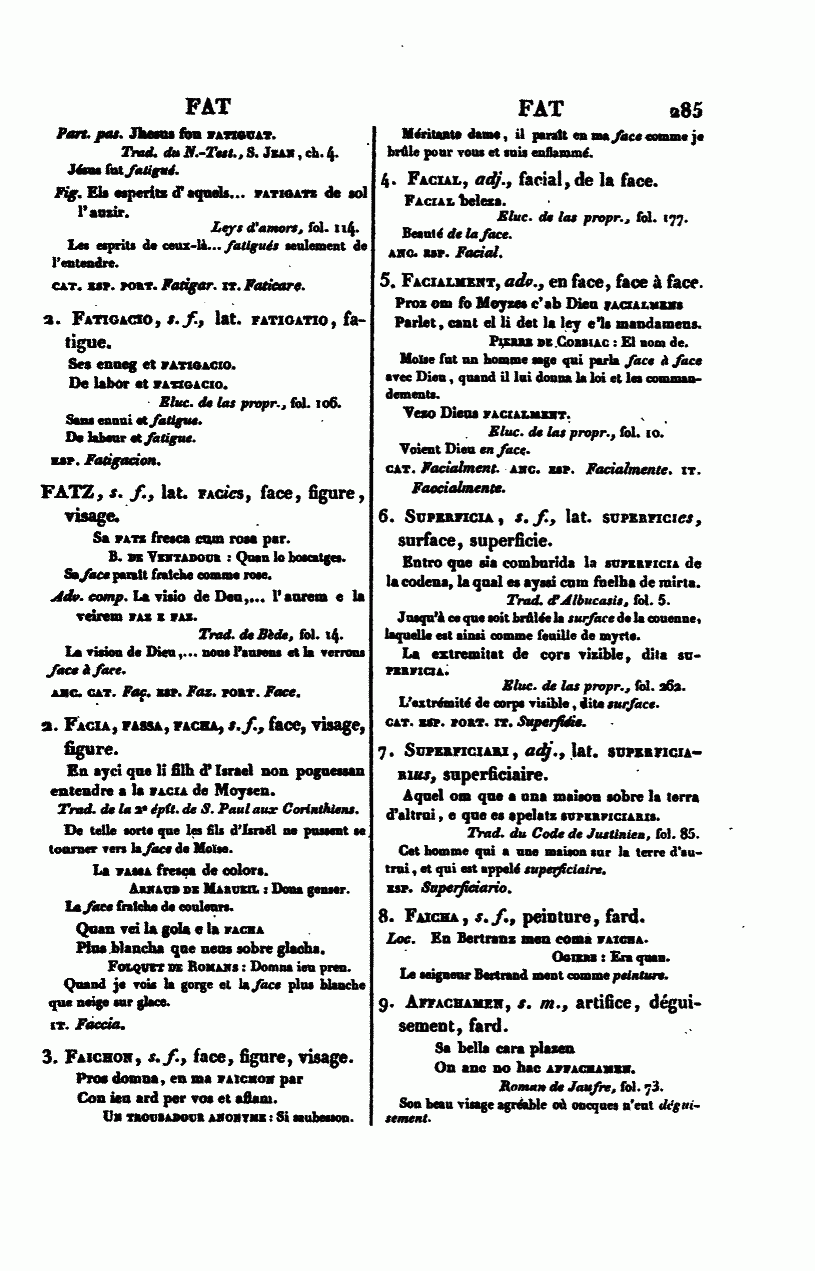 FAT
Part. pas. Jhesus fon FATIGUAT.
Trad. du N.-Test., S. JEAN, ch. 4.
Jésus fut fatigué.
Fig. Els esperitz d'aquels... FATIGATZ de sol
l'auzir.
Leys d'amors, fol. 114.
Les esprits de ceux-là... fatigués seulement de
l'entendre.
CAT. ESP. PORT. Fatigar. IT. Faticare.
2. FATIGACIO, s. f., lat. FATIGATIO, fa-
tigue.
Ses enneg et FATIGACIO.
De labor et FATIGACIO.
Eluc. de las propr., fol. 106.
Sans ennui et fatigue.
De labeur et fatigue.
ESP. Fatigacion.
FATZ, s. f., lat. FACies, face, figure,
visage.
Sa FATZ fresca cum rosa par.
B. DE VENTADOUR : Quan lo boscatges.
Sa face paraît fraîche comme rose.
Adv. comp. La visio de Deu,... l'aurem e la
veirem FAZ E FAZ.
Trad. de Bède, fol. 14.
La vision de Dieu,... nous l'aurons et la verrons
face à face.
ANC. CAT. Faç. ESP. Faz. PORT. Face.
2. FACIA, FASSA, FACHA, s. f., face, visage,
figure.
En ayci que li filh d'Israel non poguessan
entendre a la FACIA de Moysen.
Trad. de la 2e épît. de S. Paul aux Corinthiens.
De telle sorte que les fils d'Israël ne pussent se
tourner vers la face de Moïse.
La FASSA fresca de colors.
ARNAUD DE MARUEIL : Dona genser.
La face fraîche de couleurs.
Quan vei la gola e la FACHA
Plus blancha que neus sobre glacha.
FOLQUET DE ROMANS : Domna ieu pren.
Quand je vois la gorge et la face plus blanche
que neige sur glace.
IT. Faccia.
3. FAICHON, s. f., face, figure, visage.
Pros domna, en ma FAICHON par
Con ieu ard per vos et aflam.
UN TROUBADOUR ANONYME : Si saubesson.
FAT 285
Méritante dame, il paraît en ma face comme je
brûle pour vous et suis enflammé.
4. FACIAL, adj., facial, de la face.
FACIAL beleza.
Eluc. de las propr., fol. 177.
Beauté de la face.
ANC. ESP. Facial.
5. FACIALMENT, adv., en face, face à face.
Proz om fo Moyzes c'ab Dieu FACIALMENS
Parlet, cant el li det la ley e'ls mandamens.
PIERRE DE CORBIAC : El nom de.
Moïse fut un homme sage qui parla face à face
avec Dieu, quand il lui donna la loi et les comman-
dements.
Vezo Dieus FACIALMENT.
Eluc. de las propr., fol. 10.
Voient Dieu en face.
CAT. Facialment. ANC. ESP. Facialmente. IT.
Faccialmente.
6. SUPERFICIA, s. f., lat. SUPERFICIes,
surface, superficie.
Entro que sia comburida la SUPERFICIA de
la codena, la qual es ayssi cum fuelha de mirta.
Trad. d'Albucasis, fol. 5.
Jusqu'à ce que soit brûlée la surface de la couenne,
laquelle est ainsi comme feuille de myrte.
La extremitat de cors vizible, dita SU-
PERFICIA.
Eluc. de las propr., fol. 262.
L'extrémité de corps visible, dite surface.
CAT. ESP. PORT. IT. Superficie.
7. SUPERFICIARI, adj., lat. SUPERFICIA-
RIUS, superficiaire.
Aquel om que a una maison sobre la terra
d'altrui, e que es apelatz SUPERFICIARIS.
Trad. du Code de Justinien, fol. 85.
Cet homme qui a une maison sur la terre d'au-
trui, et qui est appelé superficiaire.
ESP. Superficiario.
8. FAICHA, s. f., peinture, fard.
Loc. En Bertranz men coma FAICHA.
OGIERS : Era quan.
Le seigneur Bertrand ment comme peinture.
9. AFFACHAMEN, s. m., artifice, dégui-
sement, fard.
Sa bella cara plazen
On anc no hac AFFACHAMEN.
Roman de Jaufre, fol. 73.
Son beau visage agréable où oncques n'eut dégui-
sement.